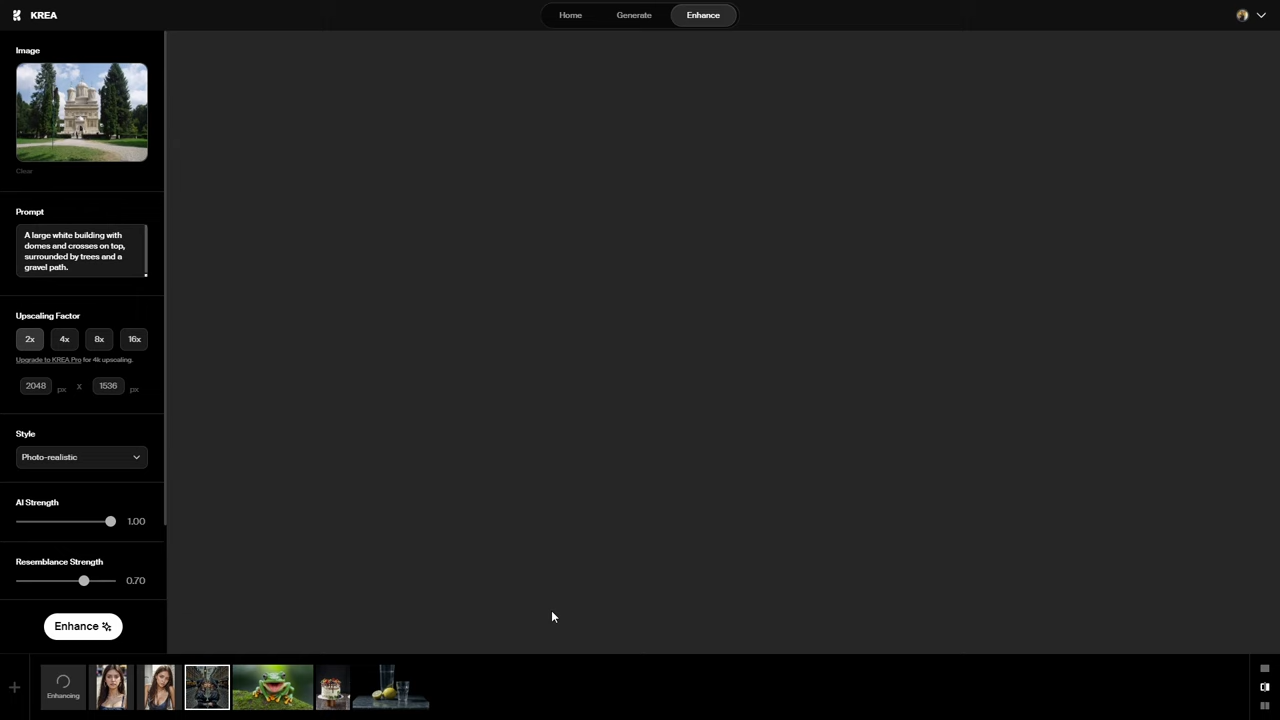 KREA
Home
Generate
Enhance
Image
Clear
Prompt
A large white building with
domes and crosses on top,
surrounded by trees and a
gravel path.
Upscaling Factor
2x
4x
8x
16x
Upgrade to KREA Pro for 4k upscaling.
2048 px X 1536 px
Style
Photo-realistic
AI Strength
1.00
Resemblance Strength
0.70
Enhance
Enhancing